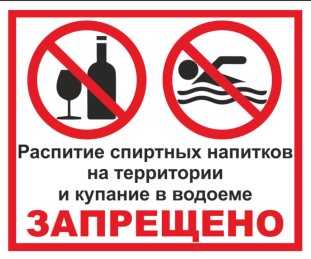 Распитие спиртных напитков
на территории
и купание в водоеме
ЗАПРЕЩЕНО